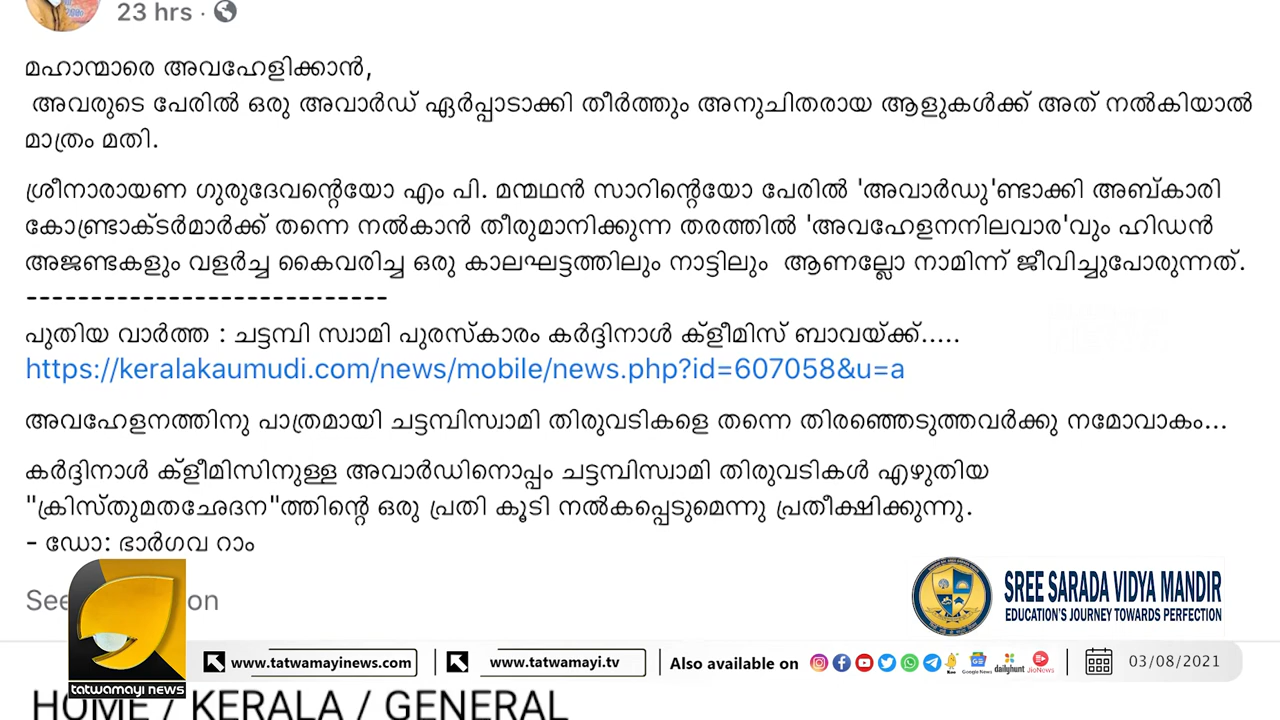 23 hrs ·
മഹാന്മാരെ അവഹേളിക്കാൻ,
അവരുടെ പേരിൽ ഒരു അവാർഡ് ഏർപ്പാടാക്കി തീർത്തും അനുചിതരായ ആളുകൾക്ക് അത് നൽകിയാൽ
മാത്രം മതി.
ശ്രീനാരായണ ഗുരുദേവന്റെയോ എം പി. മന്മഥൻ സാറിന്റെയോ പേരിൽ 'അവാർഡു'ണ്ടാക്കി അബ്കാരി
കോണ്ട്രാക്ടർമാർക്ക് തന്നെ നൽകാൻ തീരുമാനിക്കുന്ന തരത്തിൽ 'അവഹേളനനിലവാര'വും ഹിഡൻ
അജണ്ടകളും വളർച്ച കൈവരിച്ച ഒരു കാലഘട്ടത്തിലും നാട്ടിലും ആണല്ലോ നാമിന്ന് ജീവിച്ചുപോരുന്നത്.
----------------------------
പുതിയ വാർത്ത : ചട്ടമ്പി സ്വാമി പുരസ്കാരം കർദ്ദിനാൾ ക്ളീമിസ് ബാവയ്ക്ക്.....
https://keralakaumudi.com/news/mobile/news.php?id=607058&u=a
അവഹേളനത്തിനു പാത്രമായി ചട്ടമ്പിസ്വാമി തിരുവടികളെ തന്നെ തിരഞ്ഞെടുത്തവർക്കു നമോവാകം...
കർദ്ദിനാൾ ക്ളീമിസിനുള്ള അവാർഡിനൊപ്പം ചട്ടമ്പിസ്വാമി തിരുവടികൾ എഴുതിയ
"ക്രിസ്തുമതഛേദന"ത്തിന്റെ ഒരു പ്രതി കൂടി നൽകപ്പെടുമെന്നു പ്രതീക്ഷിക്കുന്നു.
- ഡോ: ഭാർഗവ റാം
See
on
SREE SARADA VIDYA MANDIR
EDUCATION'S JOURNEY TOWARDS PERFECTION
tatwamayi news
www.tatwamayinews.com
www.tatwamayi.tv
Also available on
Google News
dailyhunt
JioNews
03/08/2021
HOME / KERALA / GENERAL